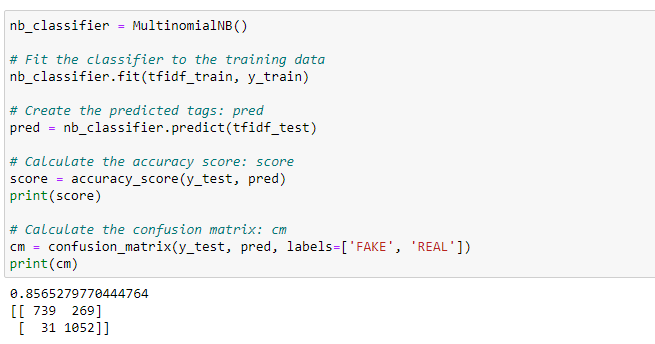 nb_classifier = MultinomialNB()
# Fit the classifier to the training data
nb_classifier.fit(tfidf_train, y_train)
# Create the predicted tags: pred
pred = nb_classifier.predict(tfidf_test)
# Calculate the accuracy score: score
score = accuracy_score(y_test, pred)
print(score)
# Calculate the confusion matrix: cm
cm = confusion_matrix(y_test, pred, labels=['FAKE', 'REAL'])
print(cm)
0.8565279770444764
[[ 739  269]
 [  31 1052]]